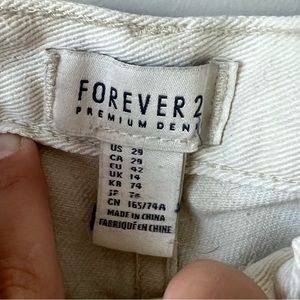 FOREVER 2
PREMIUM DEN
US 29
CA 29
EU 42
UK 14
KR 74
JP
CN 165/74A
MADE IN CHINA
FABRIQUÉ EN CHINE